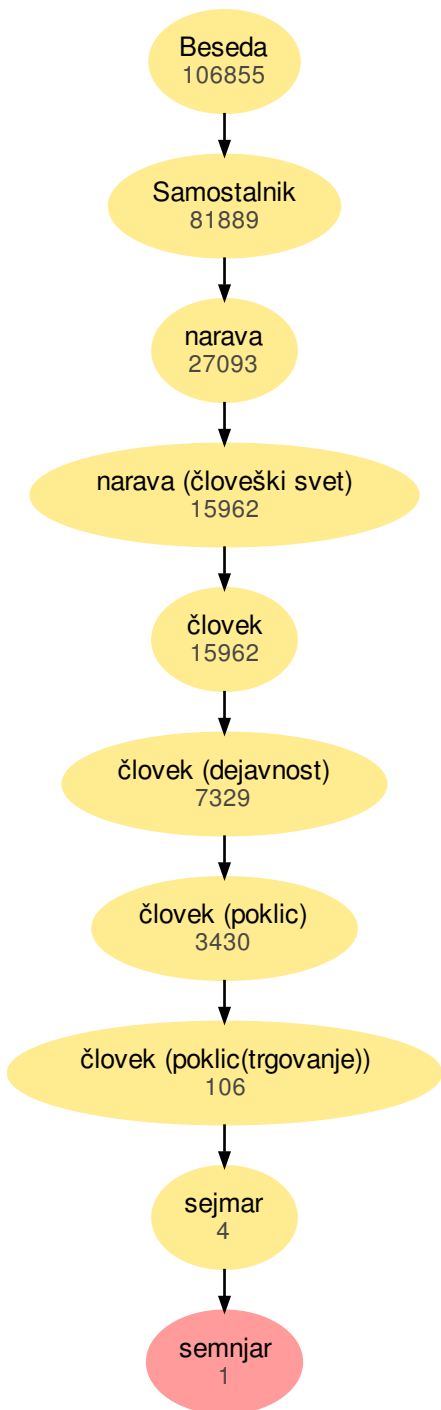 Beseda
106855
Samostalnik
81889
narava
27093
narava (človeški svet)
15962
človek
15962
človek (dejavnost)
7329
človek (poklic)
3430
človek (poklic(trgovanje))
106
sejmar
4
semnjar
1